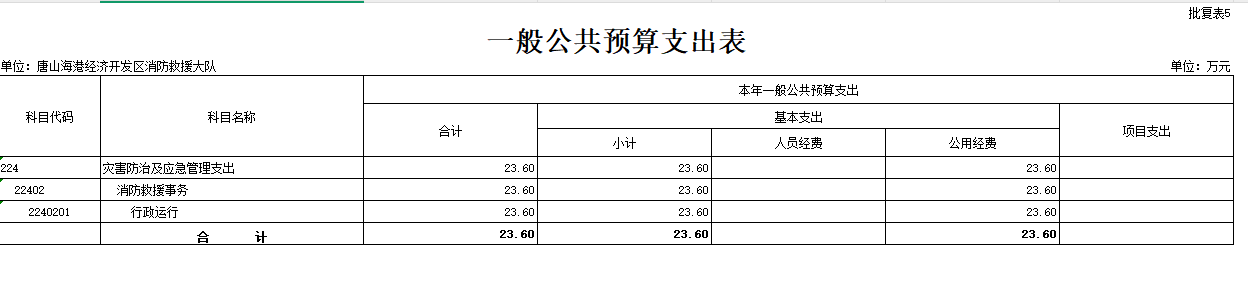 批复表5
一般公共预算支出表
单位：唐山海港经济开发区消防救援大队 单位：万元
科目代码 科目名称 本年一般公共预算支出
合计 基本支出 项目支出
小计 人员经费 公用经费
224 灾害防治及应急管理支出 23.60 23.60 23.60
22402 消防救援事务 23.60 23.60 23.60
2240201 行政运行 23.60 23.60 23.60
合 计 23.60 23.60 23.60